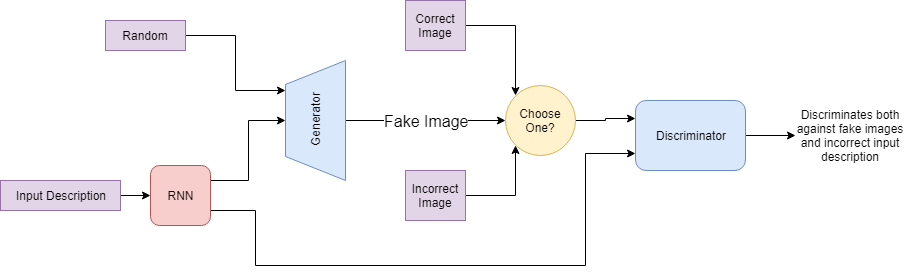 Random
Correct
Image
Generator
Fake Image
Choose
One?
Discriminator
Discriminates both
against fake images
and incorrect input
description
Input Description
RNN
Incorrect
Image